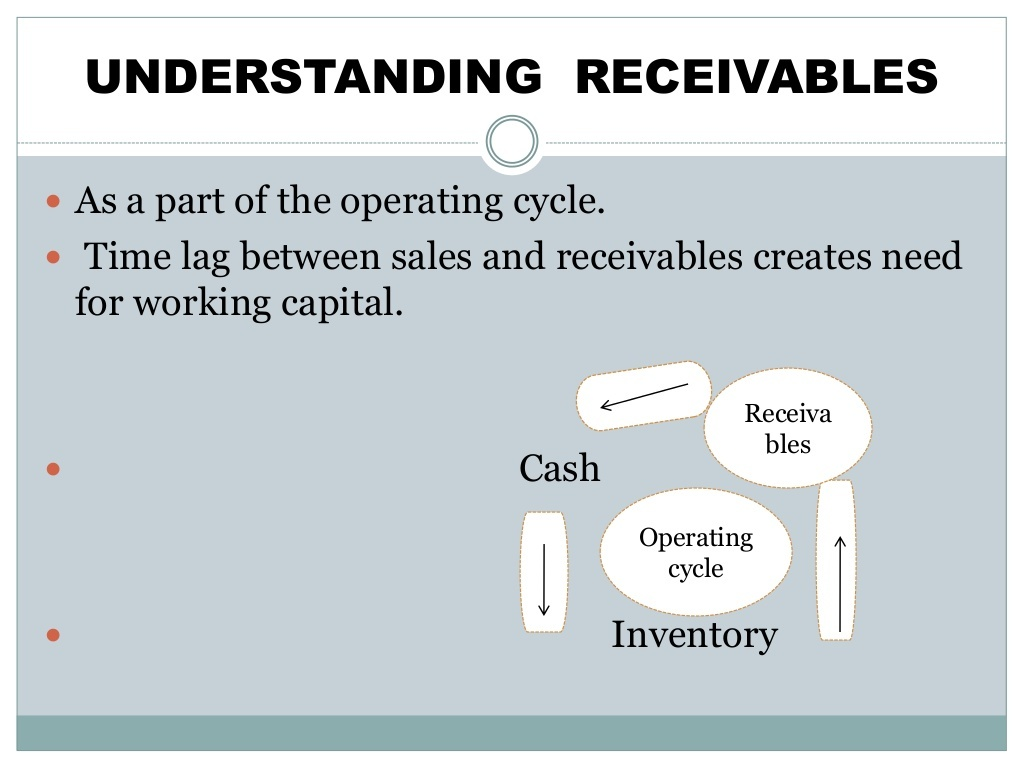 UNDERSTANDING RECEIVABLES
• As a part of the operating cycle.
• Time lag between sales and receivables creates need
for working capital.
Receiva
bles
• Cash
Operating
cycle
• Inventory